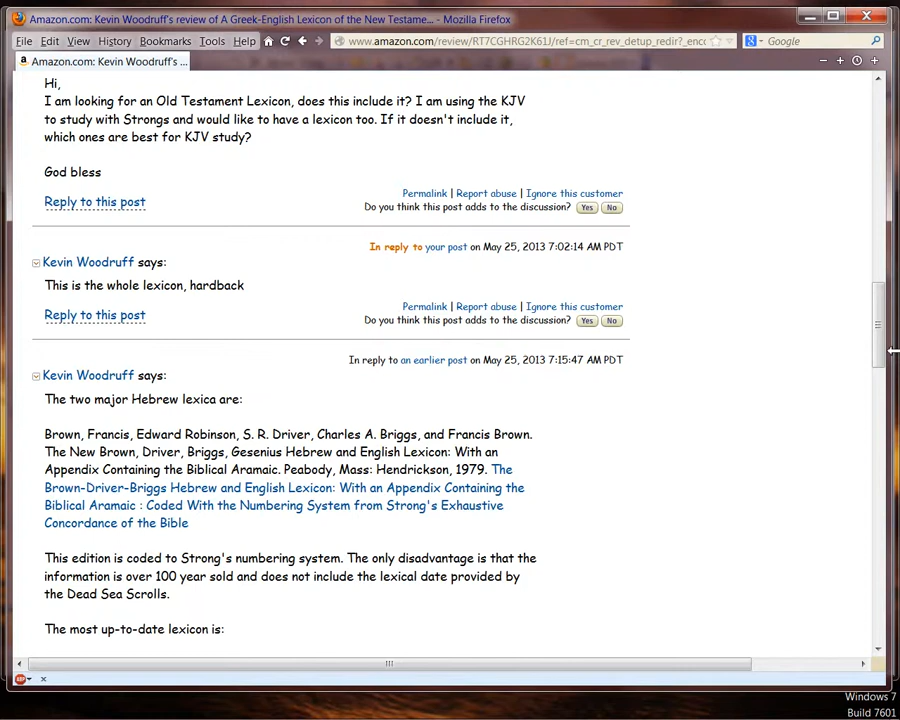 Amazon.com: Kevin Woodruff's review of A Greek-English Lexicon of the New Testame... - Mozilla Firefox
File Edit View History Bookmarks Tools Help
www.amazon.com/review/RT7CGHRG2K61J/ref=cm_cr_rev_detup_redir?_enc
Google
Amazon.com: Kevin Woodruff's ...
Hi,
I am looking for an Old Testament Lexicon, does this include it? I am using the KJV
to study with Strongs and would like to have a lexicon too. If it doesn't include it,
which ones are best for KJV study?
God bless
Permalink | Report abuse | Ignore this customer
Reply to this post
Do you think this post adds to the discussion? Yes No
In reply to your post on May 25, 2013 7:02:14 AM PDT
Kevin Woodruff says:
This is the whole lexicon, hardback
Permalink | Report abuse | Ignore this customer
Reply to this post
Do you think this post adds to the discussion? Yes No
In reply to an earlier post on May 25, 2013 7:15:47 AM PDT
Kevin Woodruff says:
The two major Hebrew lexica are:
Brown, Francis, Edward Robinson, S. R. Driver, Charles A. Briggs, and Francis Brown.
The New Brown, Driver, Briggs, Gesenius Hebrew and English Lexicon: With an
Appendix Containing the Biblical Aramaic. Peabody, Mass: Hendrickson, 1979. The
Brown-Driver-Briggs Hebrew and English Lexicon: With an Appendix Containing the
Biblical Aramaic : Coded With the Numbering System from Strong's Exhaustive
Concordance of the Bible
This edition is coded to Strong's numbering system. The only disadvantage is that the
information is over 100 year sold and does not include the lexical date provided by
the Dead Sea Scrolls.
The most up-to-date lexicon is:
ABP
Windows 7
Build 7601